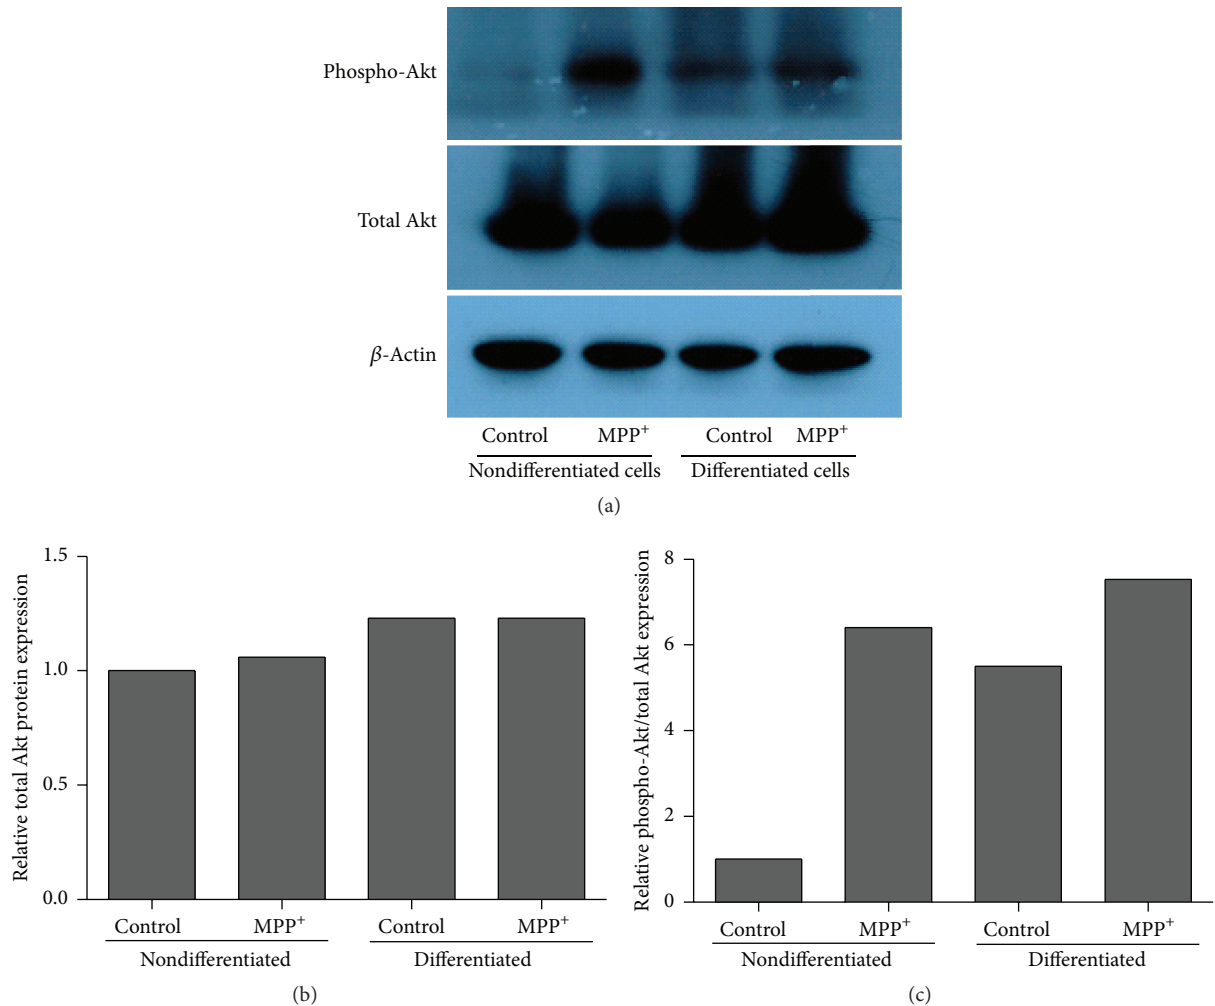 Phospho-Akt
Total Akt
β-Actin
Control MPP⁺ Control MPP⁺
Nondifferentiated cells Differentiated cells
(a)
Relative total Akt protein expression
1.5
1.0
0.5
0.0
Control MPP⁺ Control MPP⁺
Nondifferentiated Differentiated
(b)
Relative phospho-Akt/total Akt expression
8
6
4
2
0
Control MPP⁺ Control MPP⁺
Nondifferentiated Differentiated
(c)